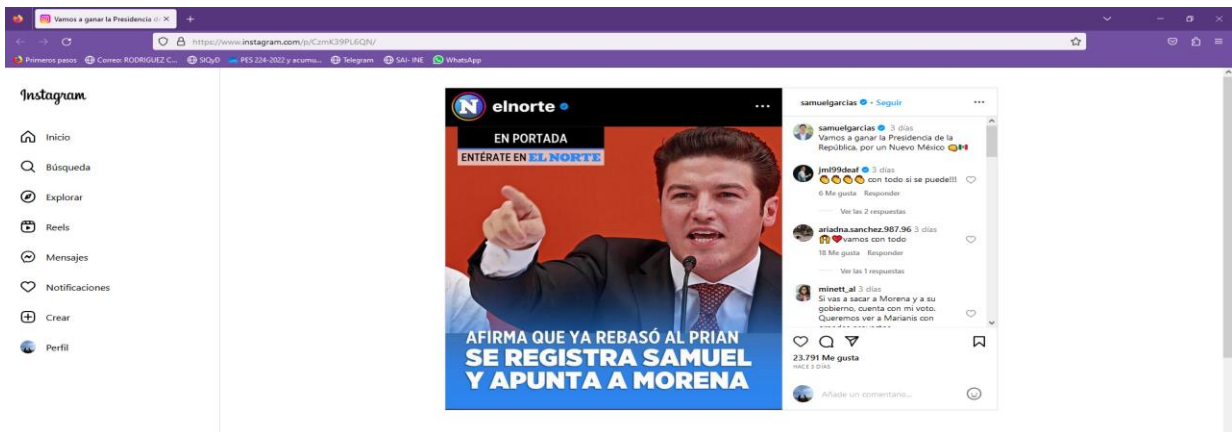 Vamos a ganar la Presidencia de
https://www.instagram.com/p/CzmK39PL6QN/
Primeros pasos Correo: RODRIGUEZ C... SIQyD PES 224-2022 y acumu... Telegram SAI- INE WhatsApp
Instagram
Inicio
Búsqueda
Explorar
Reels
Mensajes
Notificaciones
Crear
Perfil
N elnorte
EN PORTADA
ENTÉRATE EN EL NORTE
AFIRMA QUE YA REBASÓ AL PRIAN
SE REGISTRA SAMUEL
Y APUNTA A MORENA
samuelgarcias • Seguir
samuelgarcias 3 días
Vamos a ganar la Presidencia de la
República, por un Nuevo México
jml99deaf 3 días
con todo si se puede!!!
6 Me gusta Responder
Ver las 2 respuestas
ariadna.sanchez.987.96 3 días
vamos con todo
18 Me gusta Responder
Ver las 1 respuestas
minett_al 3 días
Si vas a sacar a Morena y a su
gobierno, cuenta con mi voto.
Queremos ver a Marianis con
23.791 Me gusta
HACE 3 DÍAS
Añade un comentario...